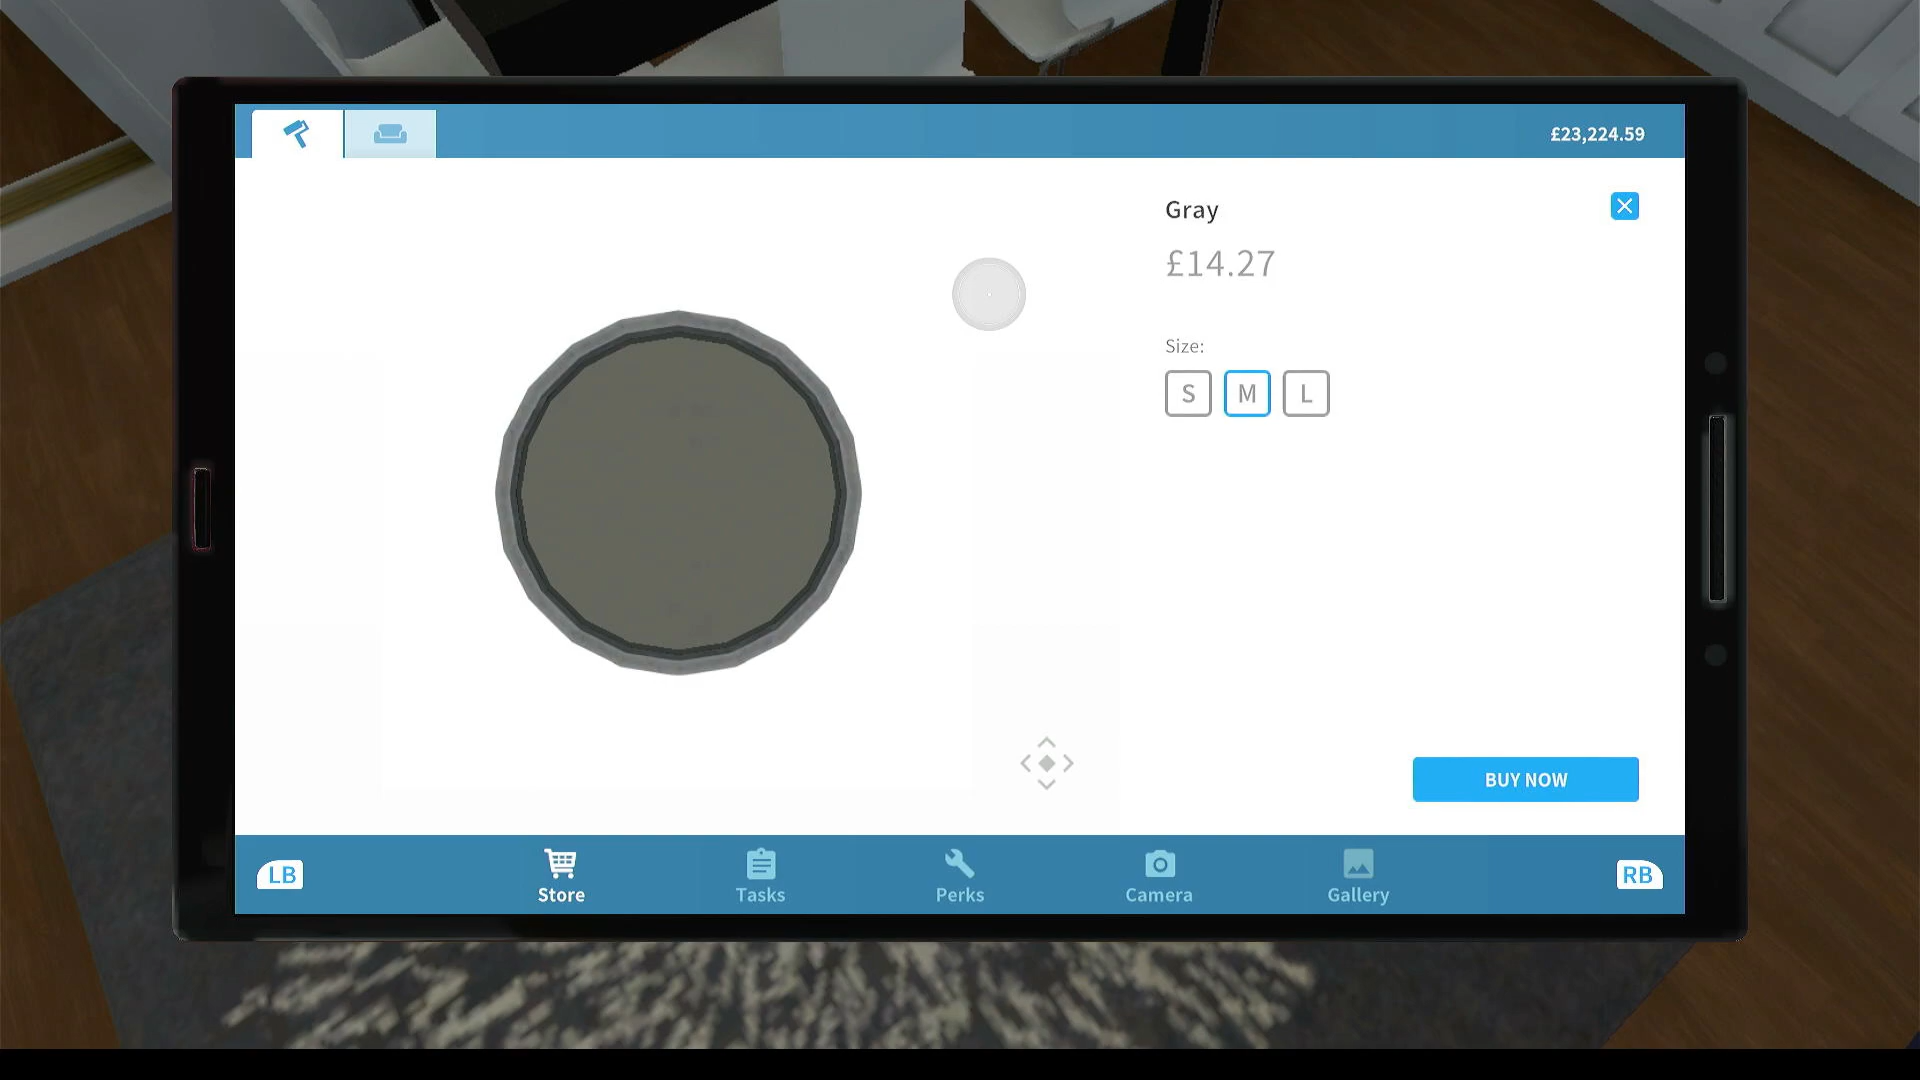 £23,224.59
Gray
£14.27
Size:
S M L
BUY NOW
LB
Store
Tasks
Perks
Camera
Gallery
RB